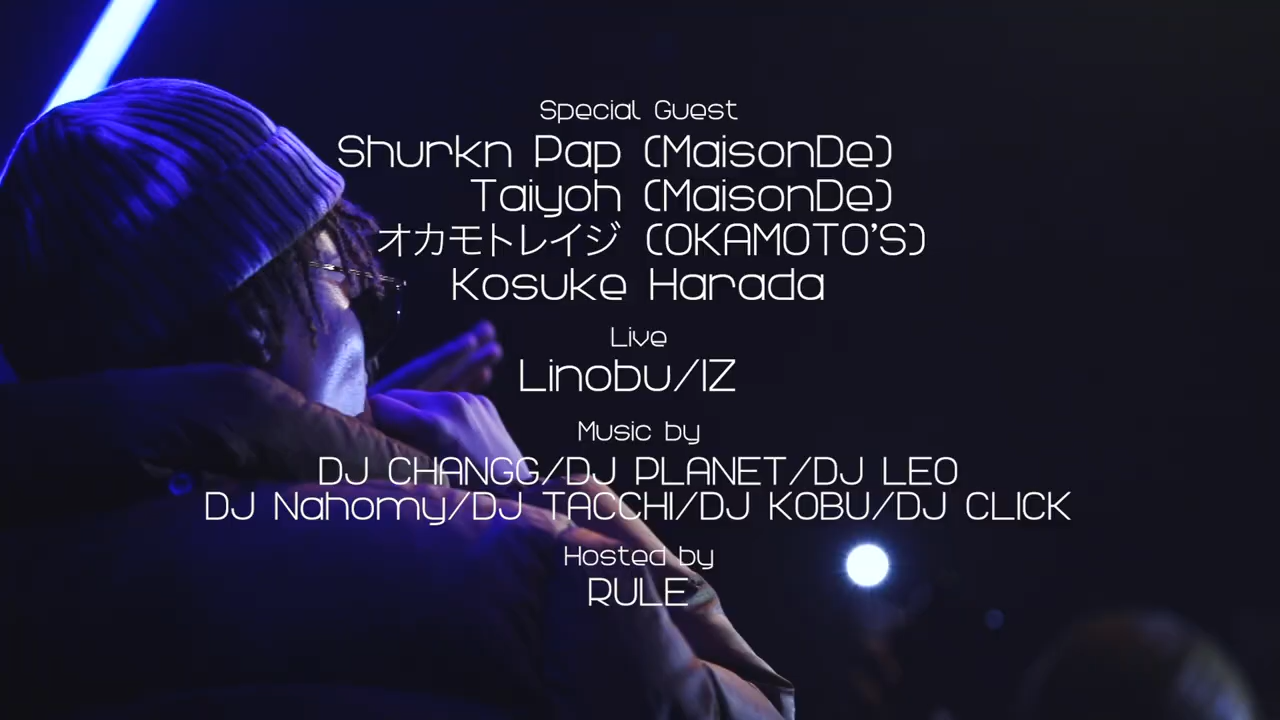 Special Guest
Shurkn Pap (MaisonDe)
Taiyoh (MaisonDe)
オカモトレイジ (OKAMOTO'S)
Kosuke Harada
Live
Linobu/IZ
Music by
DJ CHANGG/DJ PLANET/DJ LEO
DJ Nahomy/DJ TACCHI/DJ KOBU/DJ CLICK
Hosted by
RULE